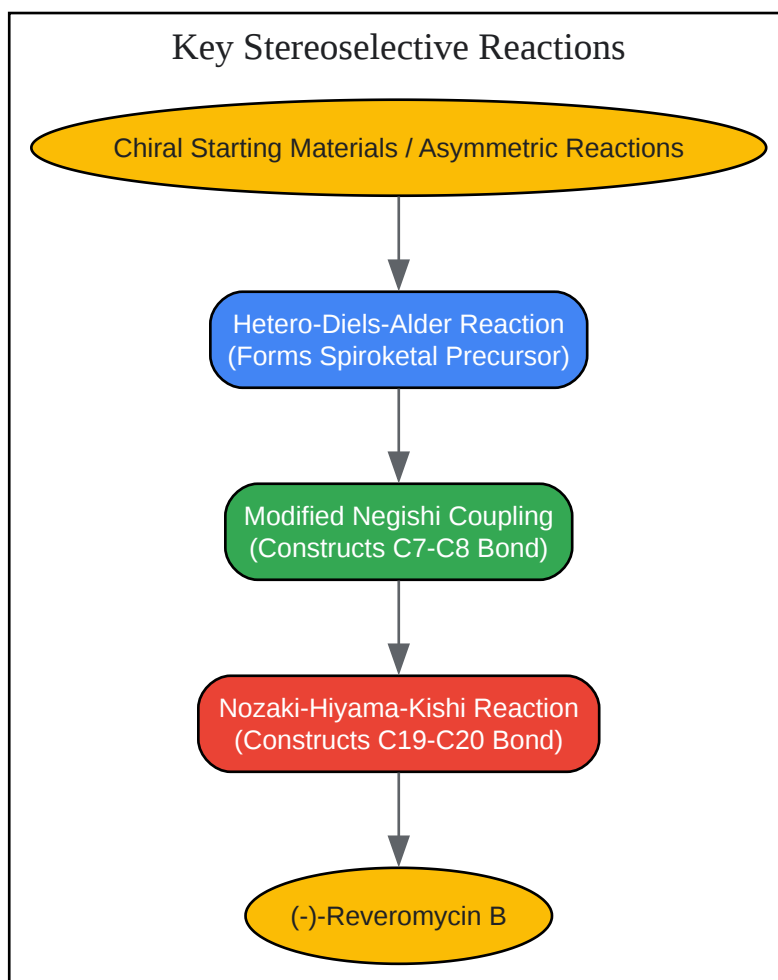 Key Stereoselective Reactions
Chiral Starting Materials / Asymmetric Reactions
Hetero-Diels-Alder Reaction
(Forms Spiroketal Precursor)
Modified Negishi Coupling
(Constructs C7-C8 Bond)
Nozaki-Hiyama-Kishi Reaction
(Constructs C19-C20 Bond)
(-)-Reveromycin B